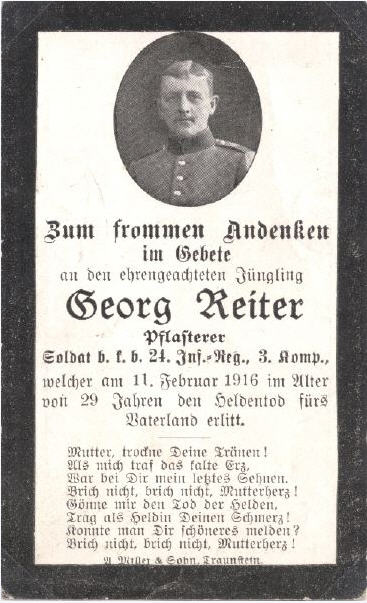 Zum frommen Andenken
im Gebete
an den ehrengeachteten Jüngling
Georg Reiter
Pflasterer
Soldat b. k. b. 24. Inf.-Reg., 3. Komp.,
welcher am 11. Februar 1916 im Alter
von 29 Jahren den Heldentod fürs
Vaterland erlitt.
Mutter, trockne Deine Tränen!
Als mich traf das kalte Erz,
War bei Dir mein letztes Sehnen.
Brich nicht, brich nicht, Mutterherz!
Gönne mir den Tod der Helden,
Trag als Heldin Deinen Schmerz!
Konnte man Dir schöneres melden?
Brich nicht, brich nicht, Mutterherz!
A. Miller & Sohn, Traunstein.